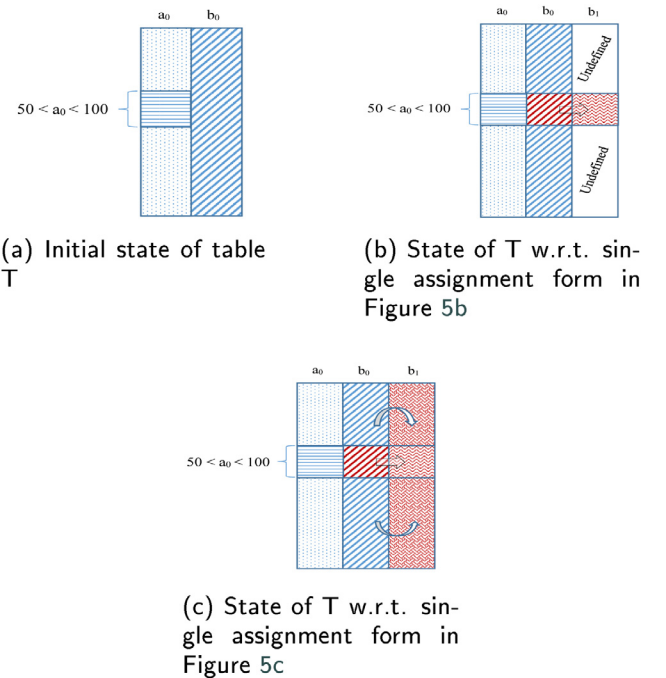 a₀ b₀
50 < a₀ < 100
(a) Initial state of table
T
a₀ b₀ b₁
Undefined
50 < a₀ < 100
Undefined
(b) State of T w.r.t. sin-
gle assignment form in
Figure 5b
a₀ b₀ b₁
50 < a₀ < 100
(c) State of T w.r.t. sin-
gle assignment form in
Figure 5c